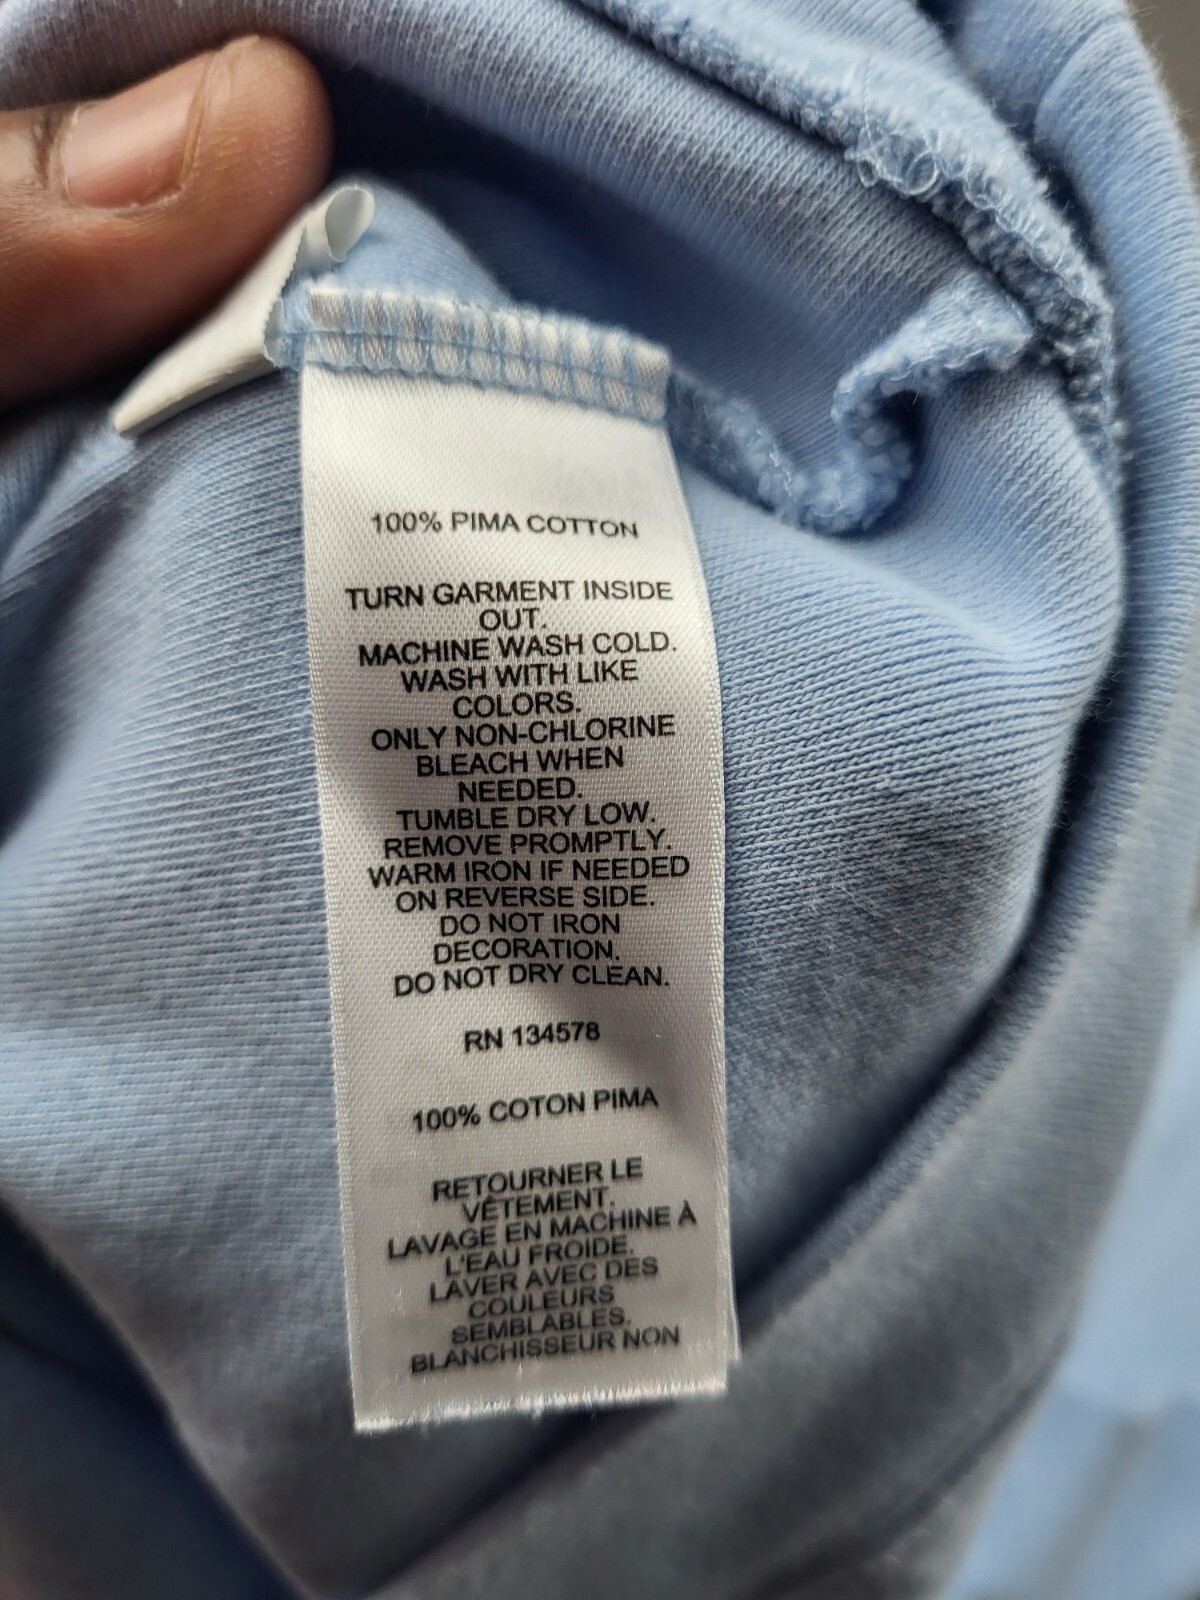 100% PIMA COTTON
TURN GARMENT INSIDE
OUT.
MACHINE WASH COLD.
WASH WITH LIKE
COLORS.
ONLY NON-CHLORINE
BLEACH WHEN
NEEDED.
TUMBLE DRY LOW.
REMOVE PROMPTLY.
WARM IRON IF NEEDED
ON REVERSE SIDE.
DO NOT IRON
DECORATION.
DO NOT DRY CLEAN.
RN 134578
100% COTON PIMA
RETOURNER LE
VÊTEMENT.
LAVAGE EN MACHINE À
L'EAU FROIDE.
LAVER AVEC DES
COULEURS
SEMBLABLES.
BLANCHISSEUR NON